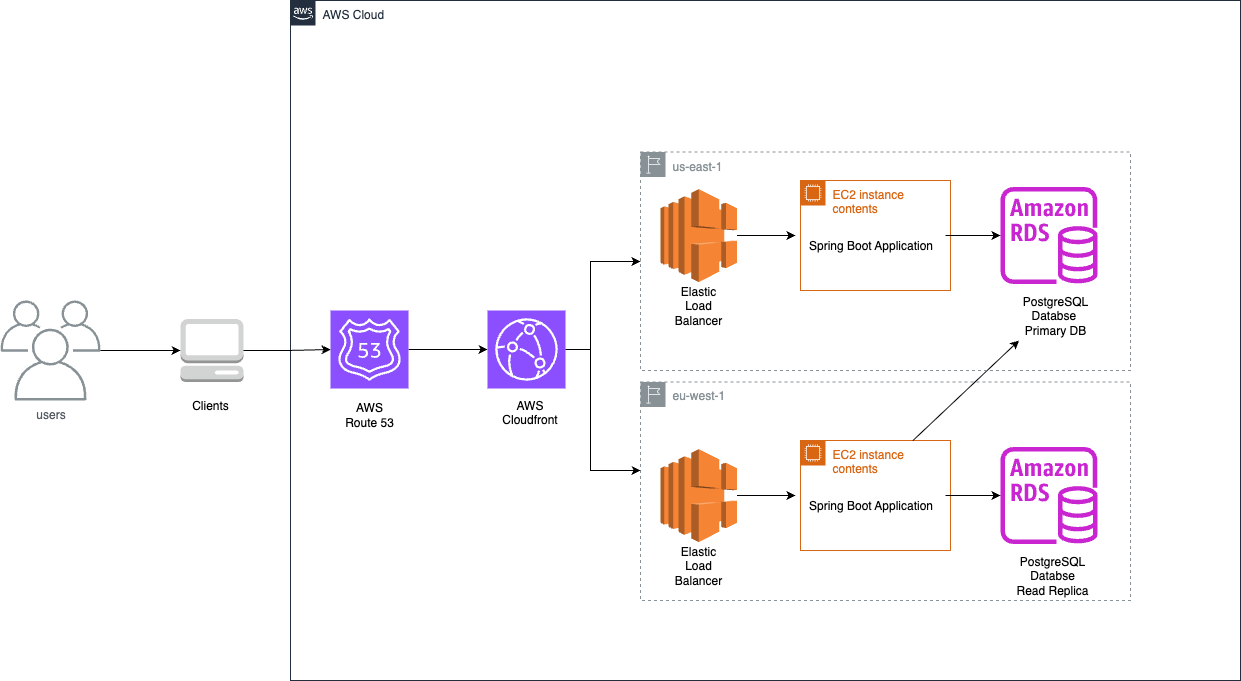 aws
AWS Cloud
us-east-1
EC2 instance
contents
Spring Boot Application
Amazon
RDS
Elastic
Load
Balancer
PostgreSQL
Databse
Primary DB
users
Clients
53
AWS
Route 53
AWS
Cloudfront
eu-west-1
EC2 instance
contents
Spring Boot Application
Amazon
RDS
Elastic
Load
Balancer
PostgreSQL
Databse
Read Replica